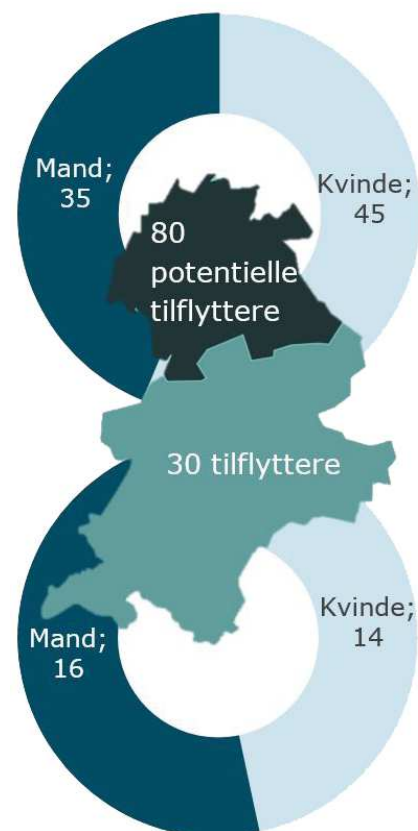 Mand;
35
Kvinde;
45
80
potentielle
tilflyttere
30 tilflyttere
Mand;
16
Kvinde;
14